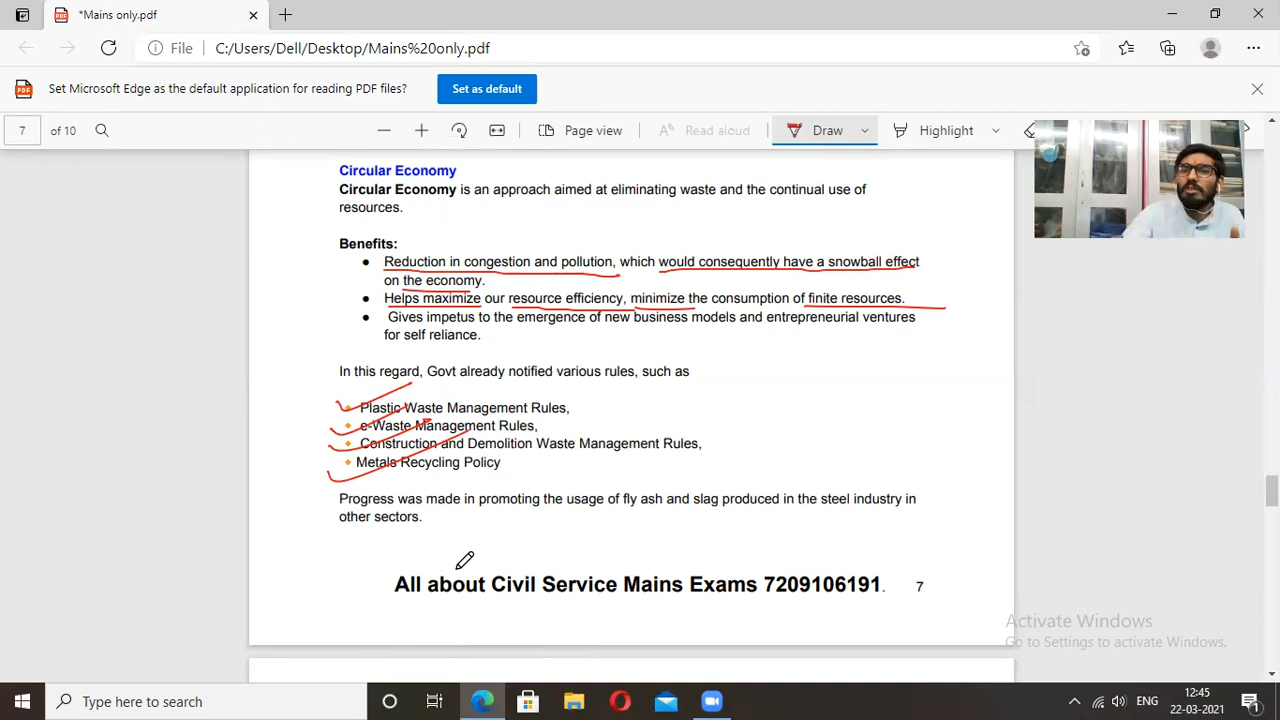 *Mains only.pdf
File C:/Users/Dell/Desktop/Mains%20only.pdf
Set Microsoft Edge as the default application for reading PDF files? Set as default
7 of 10 Page view Read aloud Draw Highlight
Circular Economy
Circular Economy is an approach aimed at eliminating waste and the continual use of
resources.
Benefits:
● Reduction in congestion and pollution, which would consequently have a snowball effect
on the economy.
● Helps maximize our resource efficiency, minimize the consumption of finite resources.
● Gives impetus to the emergence of new business models and entrepreneurial ventures
for self reliance.
In this regard, Govt already notified various rules, such as
Plastic Waste Management Rules,
e-Waste Management Rules,
Construction and Demolition Waste Management Rules,
Metals Recycling Policy
Progress was made in promoting the usage of fly ash and slag produced in the steel industry in
other sectors.
All about Civil Service Mains Exams 7209106191. 7
Activate Windows
Go to Settings to activate Windows.
Type here to search
ENG
12:45
22-03-2021